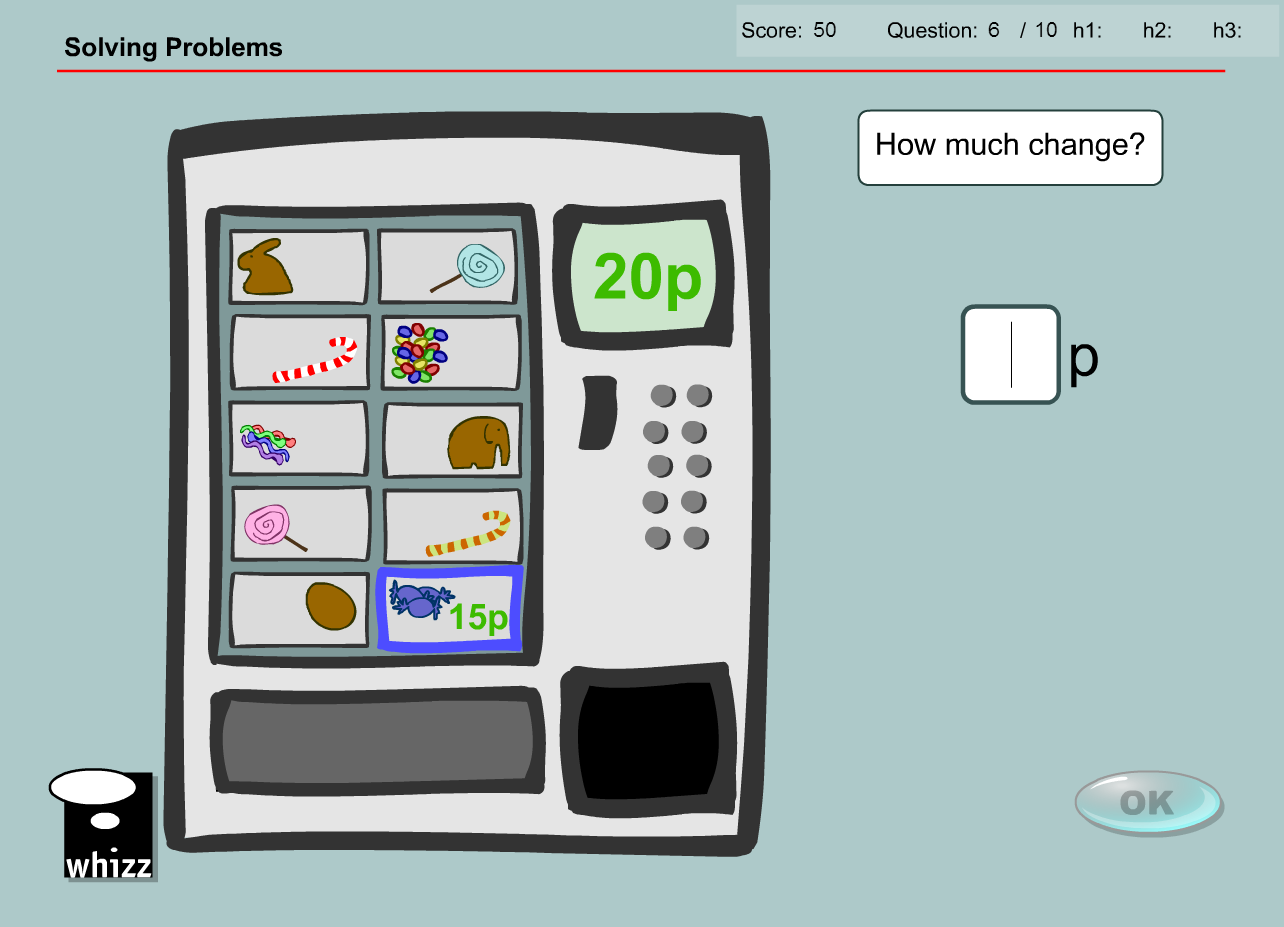 Solving Problems
Score: 50 Question: 6 / 10 h1: h2: h3:
How much change?
20p
p
15p
OK
whizz